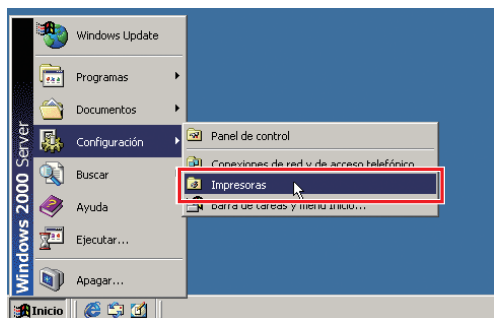 Windows Update
Programas
Documentos
Configuración
Buscar
Ayuda
Ejecutar...
Apagar...
Windows 2000 Server
Panel de control
Conexiones de red y de acceso telefónico
Impresoras
Barra de tareas y menú Inicio...
Inicio